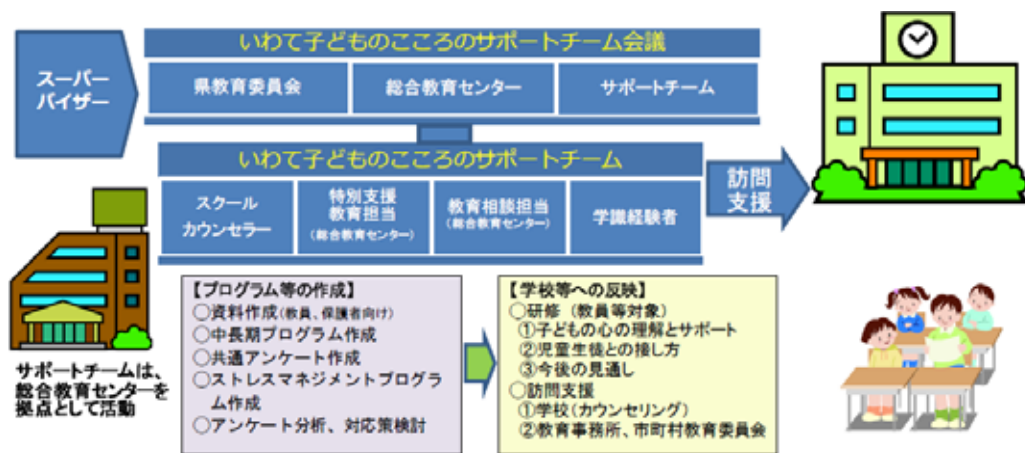 スーパー
バイザー
いわて子どものこころのサポートチーム会議
県教育委員会
総合教育センター
サポートチーム
いわて子どものこころのサポートチーム
スクール
カウンセラー
特別支援
教育担当
(総合教育センター)
教育相談担当
(総合教育センター)
学識経験者
訪問
支援
サポートチームは、
総合教育センターを
拠点として活動
【プログラム等の作成】
○資料作成(教員、保護者向け)
○中長期プログラム作成
○共通アンケート作成
○ストレスマネジメントプログラ
ム作成
○アンケート分析、対応策検討
【学校等への反映】
○研修（教員等対象）
①子どもの心の理解とサポート
②児童生徒との接し方
③今後の見通し
○訪問支援
①学校(カウンセリング)
②教育事務所、市町村教育委員会